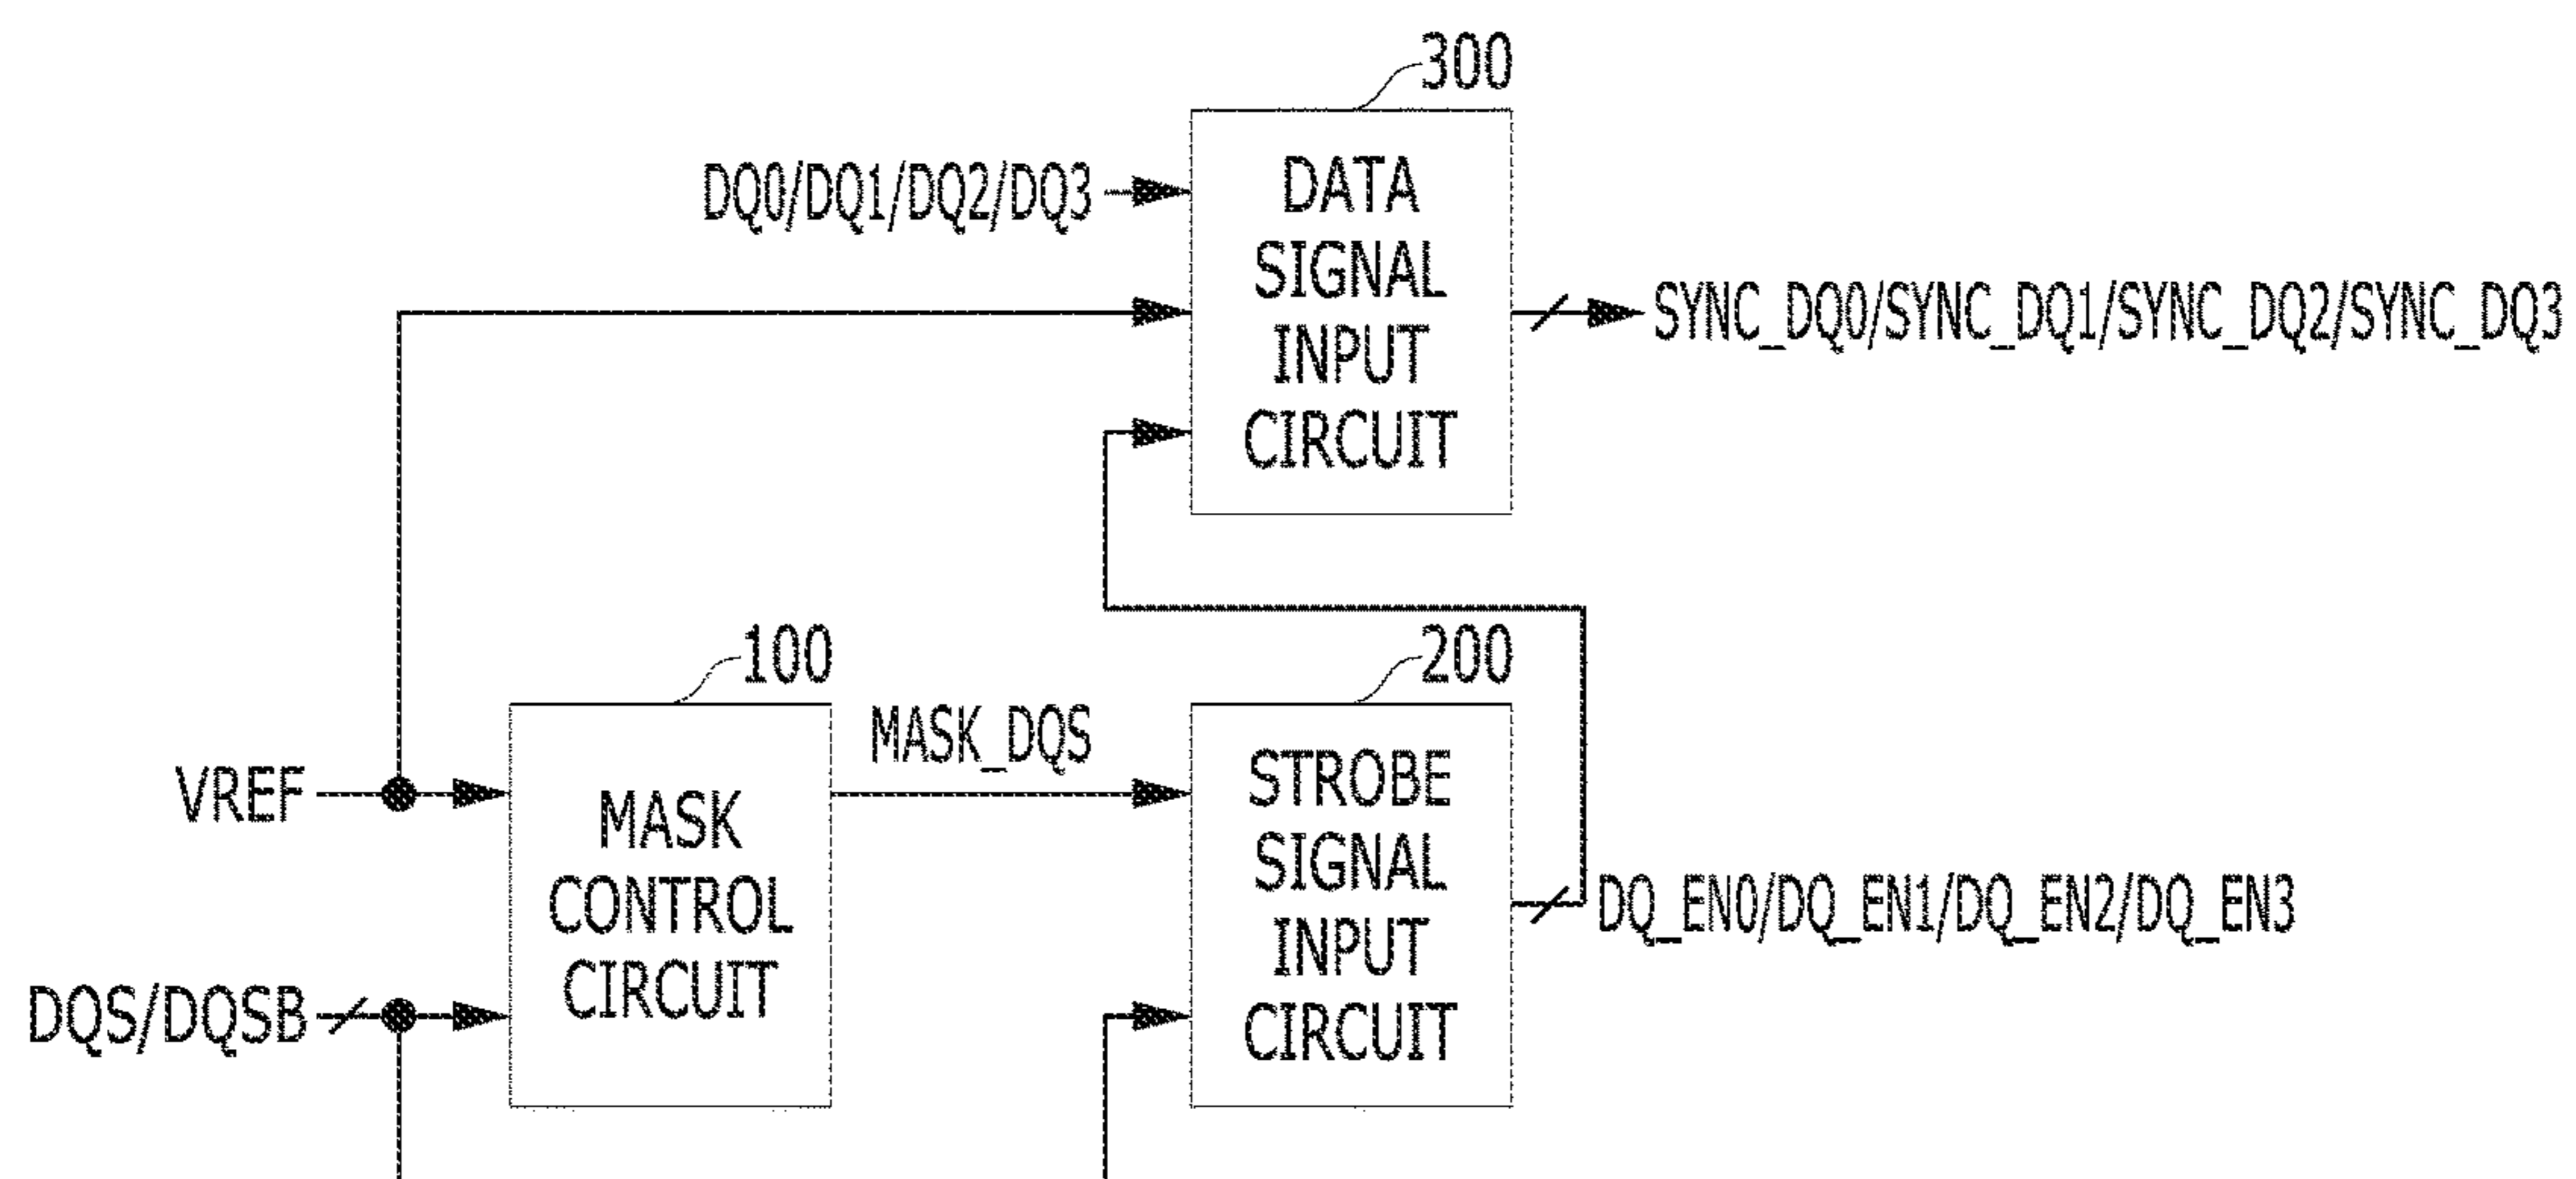 300
DQ0/DQ1/DQ2/DQ3
DATA
SIGNAL
INPUT
CIRCUIT
SYNC_DQ0/SYNC_DQ1/SYNC_DQ2/SYNC_DQ3
100
200
MASK_DQS
VREF
MASK
CONTROL
CIRCUIT
STROBE
SIGNAL
INPUT
CIRCUIT
DQ_EN0/DQ_EN1/DQ_EN2/DQ_EN3
DQS/DQSB